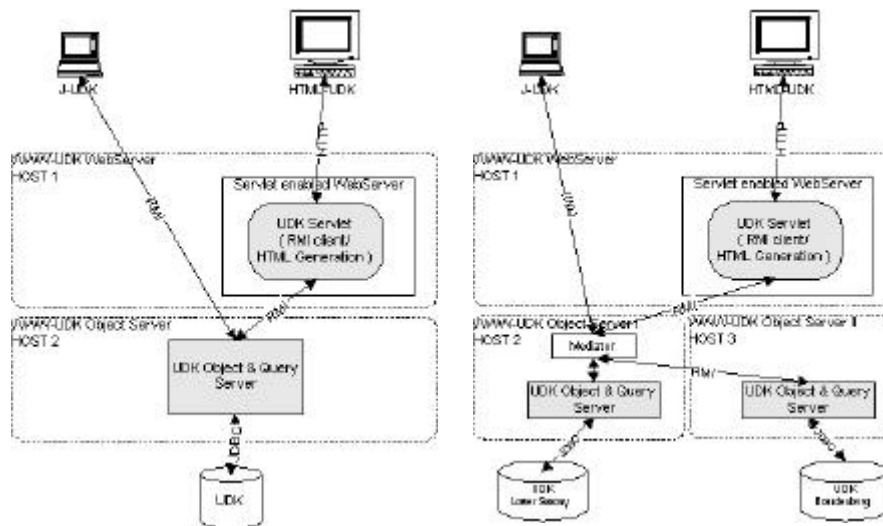 J-UDK
HTML-UDK
HTTP
WWW-UDK WebServer
HOST 1
Servlet enabled WebServer
RMI
UDK Servlet
( RMI client/
HTML Generation )
RMI
WWW-UDK Object Server
HOST 2
UDK Object & Query
Server
JDBC
UDK
J-UDK
HTML-UDK
HTTP
WWW-UDK WebServer
HOST 1
Servlet enabled WebServer
RMI
UDK Servlet
( RMI client/
HTML Generation )
RMI
WWW-UDK Object Server I
HOST 2
Mediator
WWW-UDK Object Server II
HOST 3
RMI
UDK Object & Query
Server
UDK Object & Query
Server
JDBC
JDBC
UDK
Lower Saxony
UDK
Brandenburg